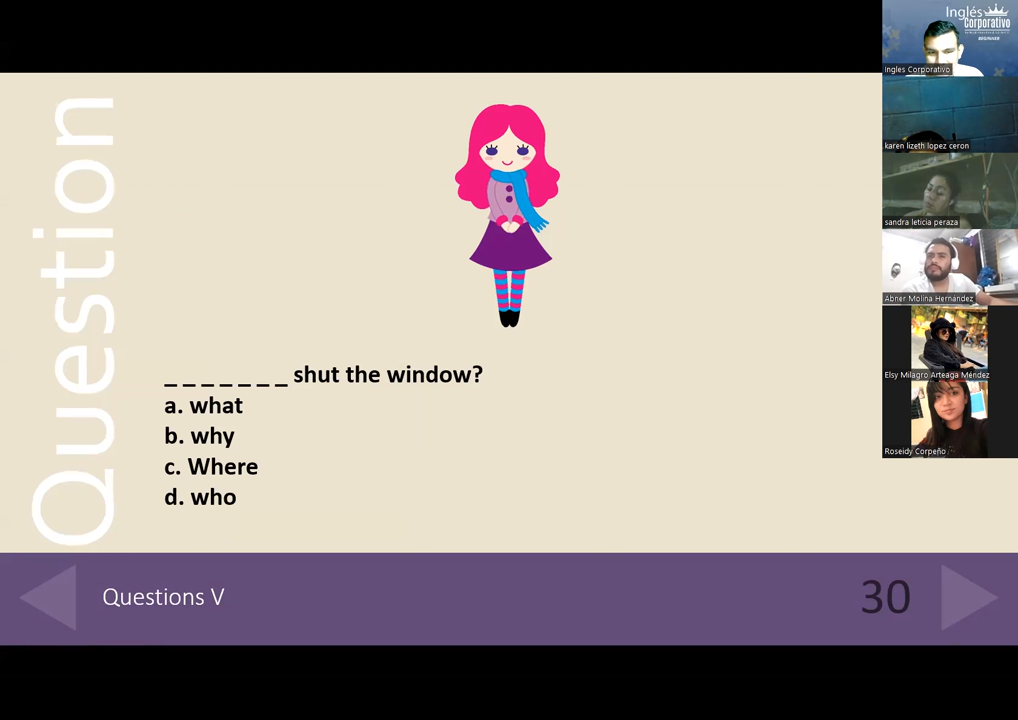 Question
_ _ _ _ _ _ _ shut the window?
a. what
b. why
c. Where
d. who
Questions V
30
Inglés
Corporativo
BEGINNER
Ingles Corporativo
karen lizeth lopez ceron
sandra leticia peraza
Abner Molina Hernandez
Elsy Milagro Arteaga Méndez
Roseidy Corpeño